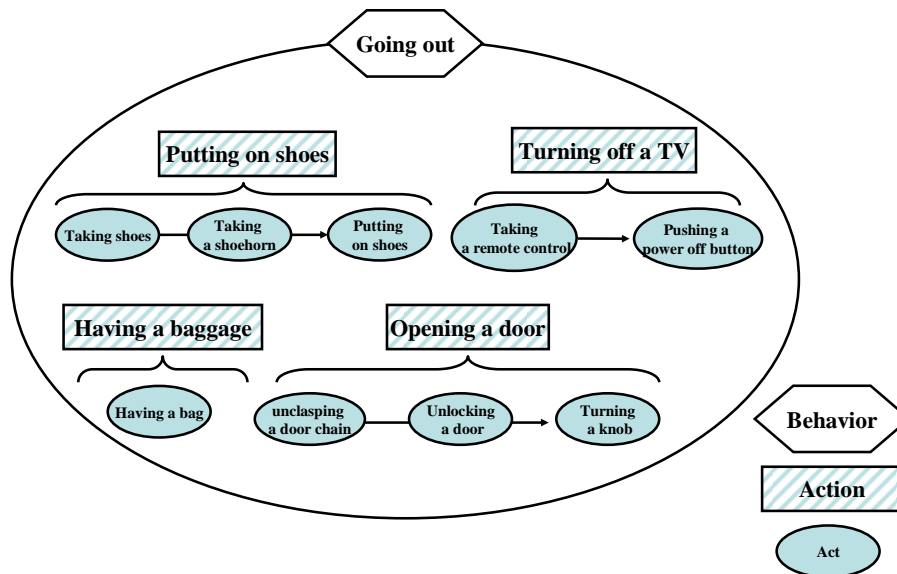 Going out
Putting on shoes
Turning off a TV
Taking shoes
Taking
a shoehorn
Putting
on shoes
Taking
a remote control
Pushing a
power off button
Having a baggage
Opening a door
Having a bag
unclasping
a door chain
Unlocking
a door
Turning
a knob
Behavior
Action
Act